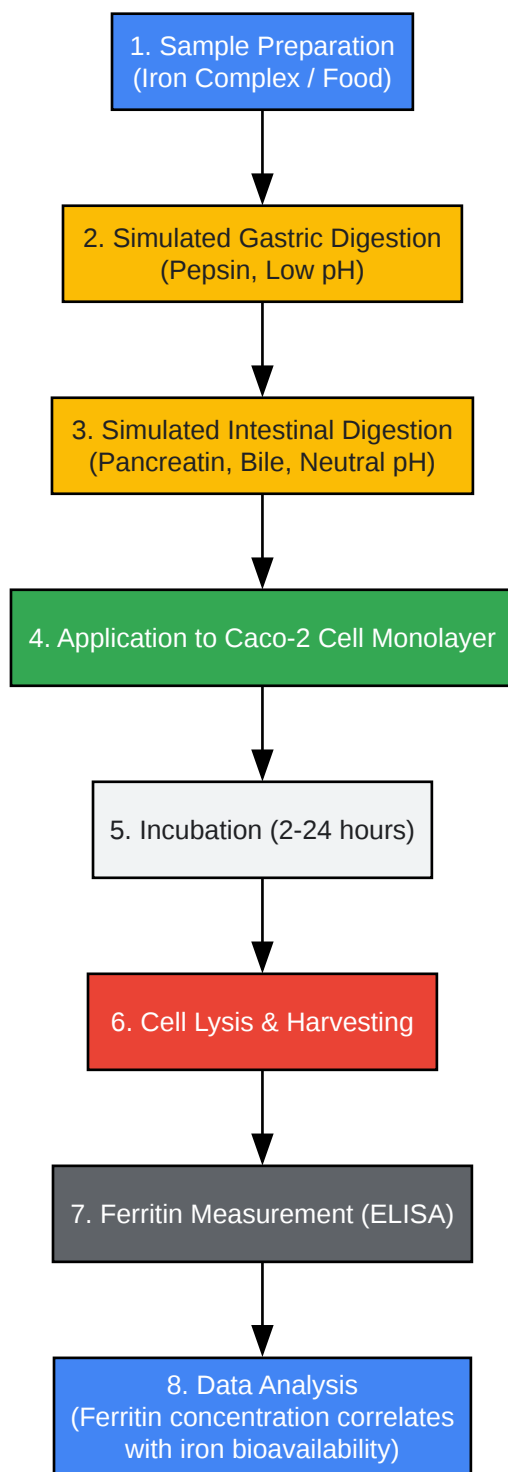 1. Sample Preparation
(Iron Complex / Food)
2. Simulated Gastric Digestion
(Pepsin, Low pH)
3. Simulated Intestinal Digestion
(Pancreatin, Bile, Neutral pH)
4. Application to Caco-2 Cell Monolayer
5. Incubation (2-24 hours)
6. Cell Lysis & Harvesting
7. Ferritin Measurement (ELISA)
8. Data Analysis
(Ferritin concentration correlates
with iron bioavailability)